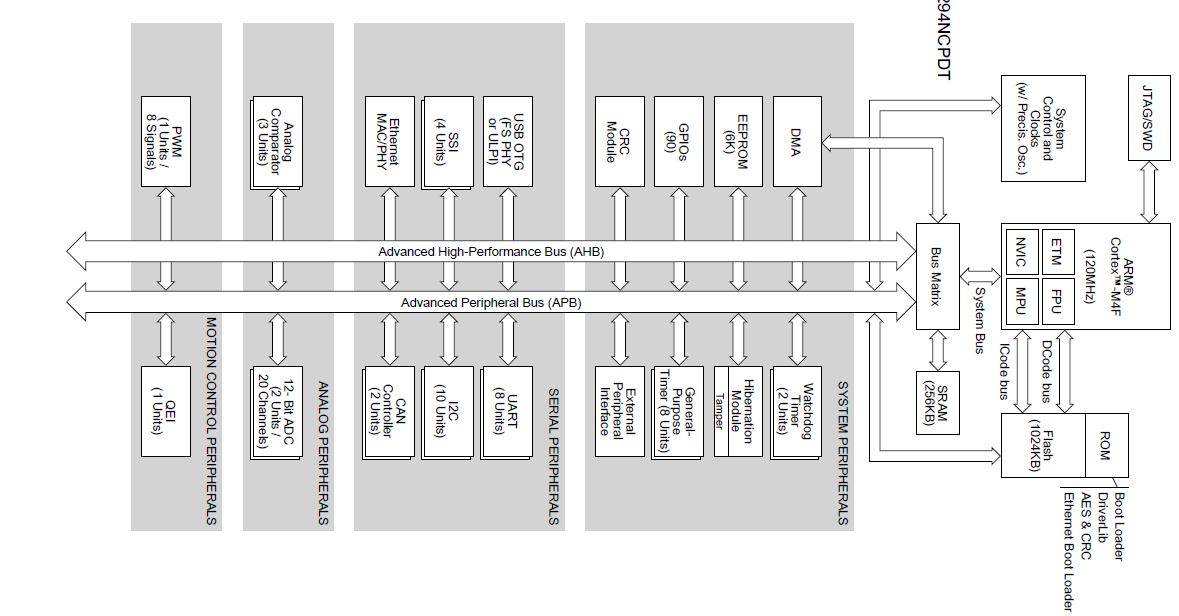 294NCPDT
JTAG/SWD
System
Control and
Clocks
(w/ Precis. Osc.)
ARM®
Cortex™-M4F
(120MHz)
ETM
FPU
NVIC
MPU
DCode bus
ICode bus
System Bus
Bus Matrix
ROM
Flash
(1024KB)
Boot Loader
DriverLib
AES & CRC
Ethernet Boot Loader
SRAM
(256KB)
SYSTEM PERIPHERALS
DMA
EEPROM
(6K)
GPIOs
(90)
CRC
Module
Watchdog
Timer
(2 Units)
Hibernation
Module
Tamper
General-
Purpose
Timer (8 Units)
External
Peripheral
Interface
Advanced High-Performance Bus (AHB)
Advanced Peripheral Bus (APB)
SERIAL PERIPHERALS
USB OTG
(FS PHY
or ULPI)
SSI
(4 Units)
Ethernet
MAC/PHY
UART
(8 Units)
I2C
(10 Units)
CAN
Controller
(2 Units)
ANALOG PERIPHERALS
Analog
Comparator
(3 Units)
12- Bit ADC
(2 Units /
20 Channels)
MOTION CONTROL PERIPHERALS
PWM
(1 Units /
8 Signals)
QEI
(1 Units)